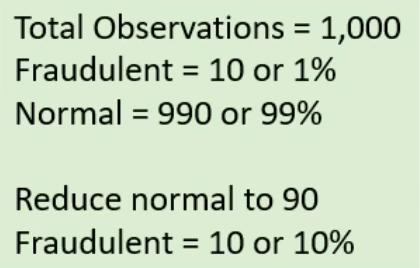 Total Observations = 1,000
Fraudulent = 10 or 1%
Normal = 990 or 99%
Reduce normal to 90
Fraudulent = 10 or 10%